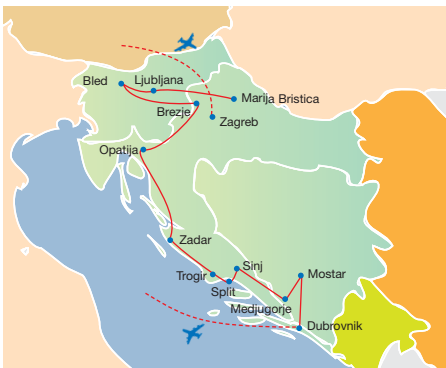 Bled
Ljubljana
Marija Bristica
Brezje
Zagreb
Opatija
Zadar
Sinj
Trogir
Mostar
Split
Medjugorje
Dubrovnik